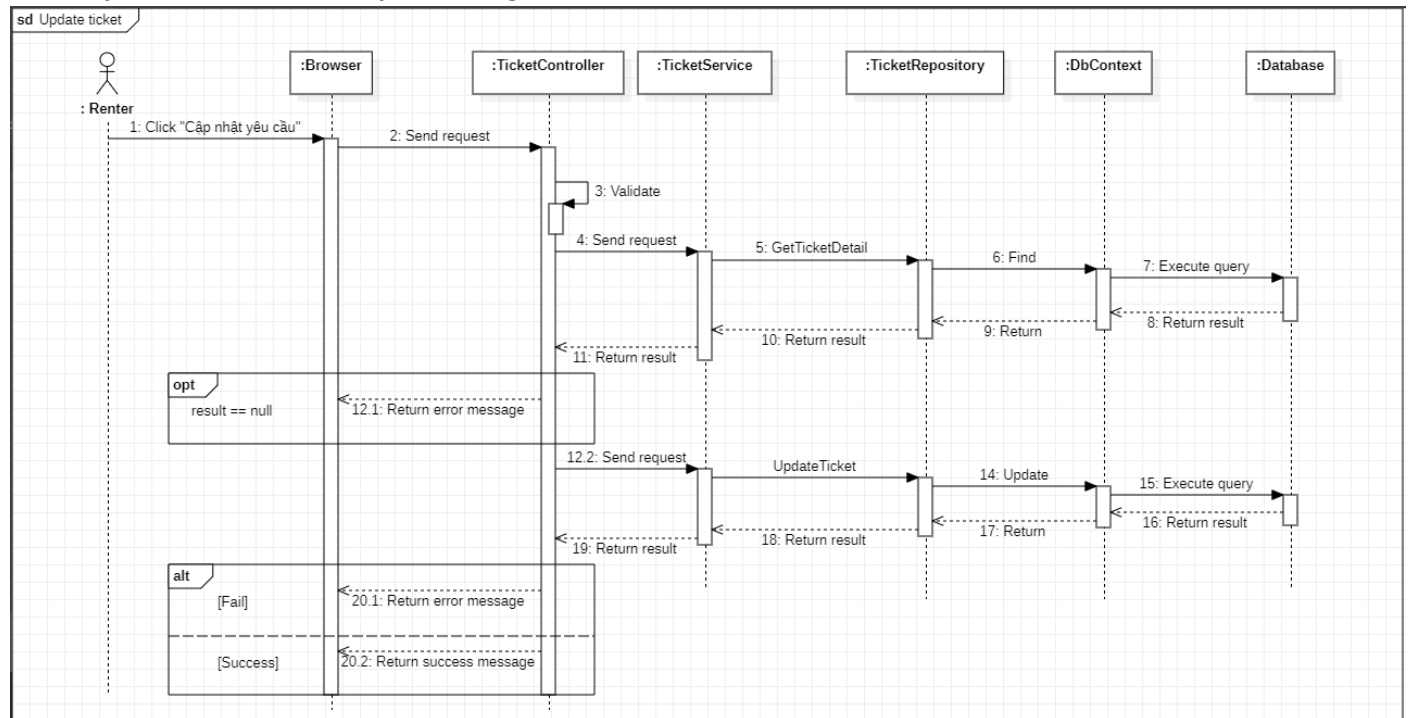 sd Update ticket
:Browser
:TicketController
:TicketService
:TicketRepository
:DbContext
:Database
: Renter
1: Click "Cập nhật yêu cầu"
2: Send request
3: Validate
4: Send request
5: GetTicketDetail
6: Find
7: Execute query
8: Return result
9: Return
10: Return result
11: Return result
opt
result == null
12.1: Return error message
12.2: Send request
UpdateTicket
14: Update
15: Execute query
16: Return result
17: Return
18: Return result
19: Return result
alt
[Fail]
20.1: Return error message
[Success]
20.2: Return success message